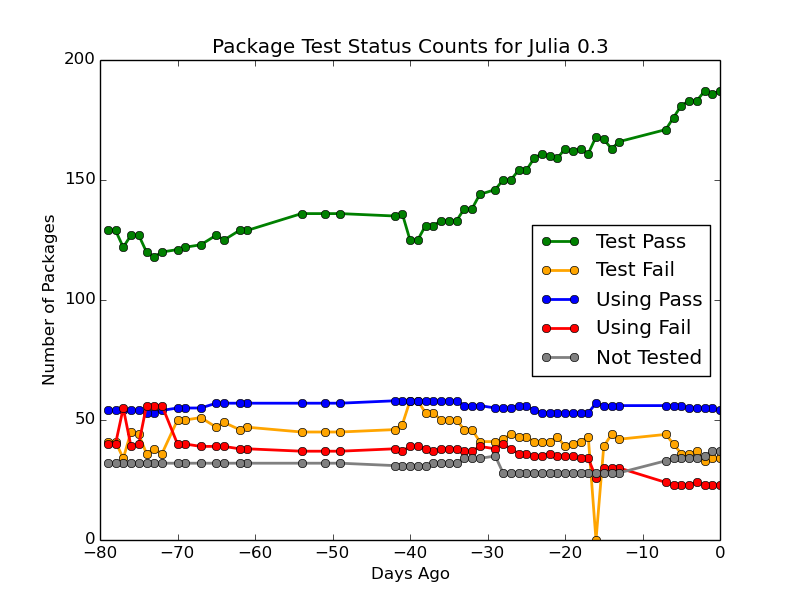 Package Test Status Counts for Julia 0.3
200
150
100
50
0
Number of Packages
Test Pass
Test Fail
Using Pass
Using Fail
Not Tested
−80 −70 −60 −50 −40 −30 −20 −10 0
Days Ago